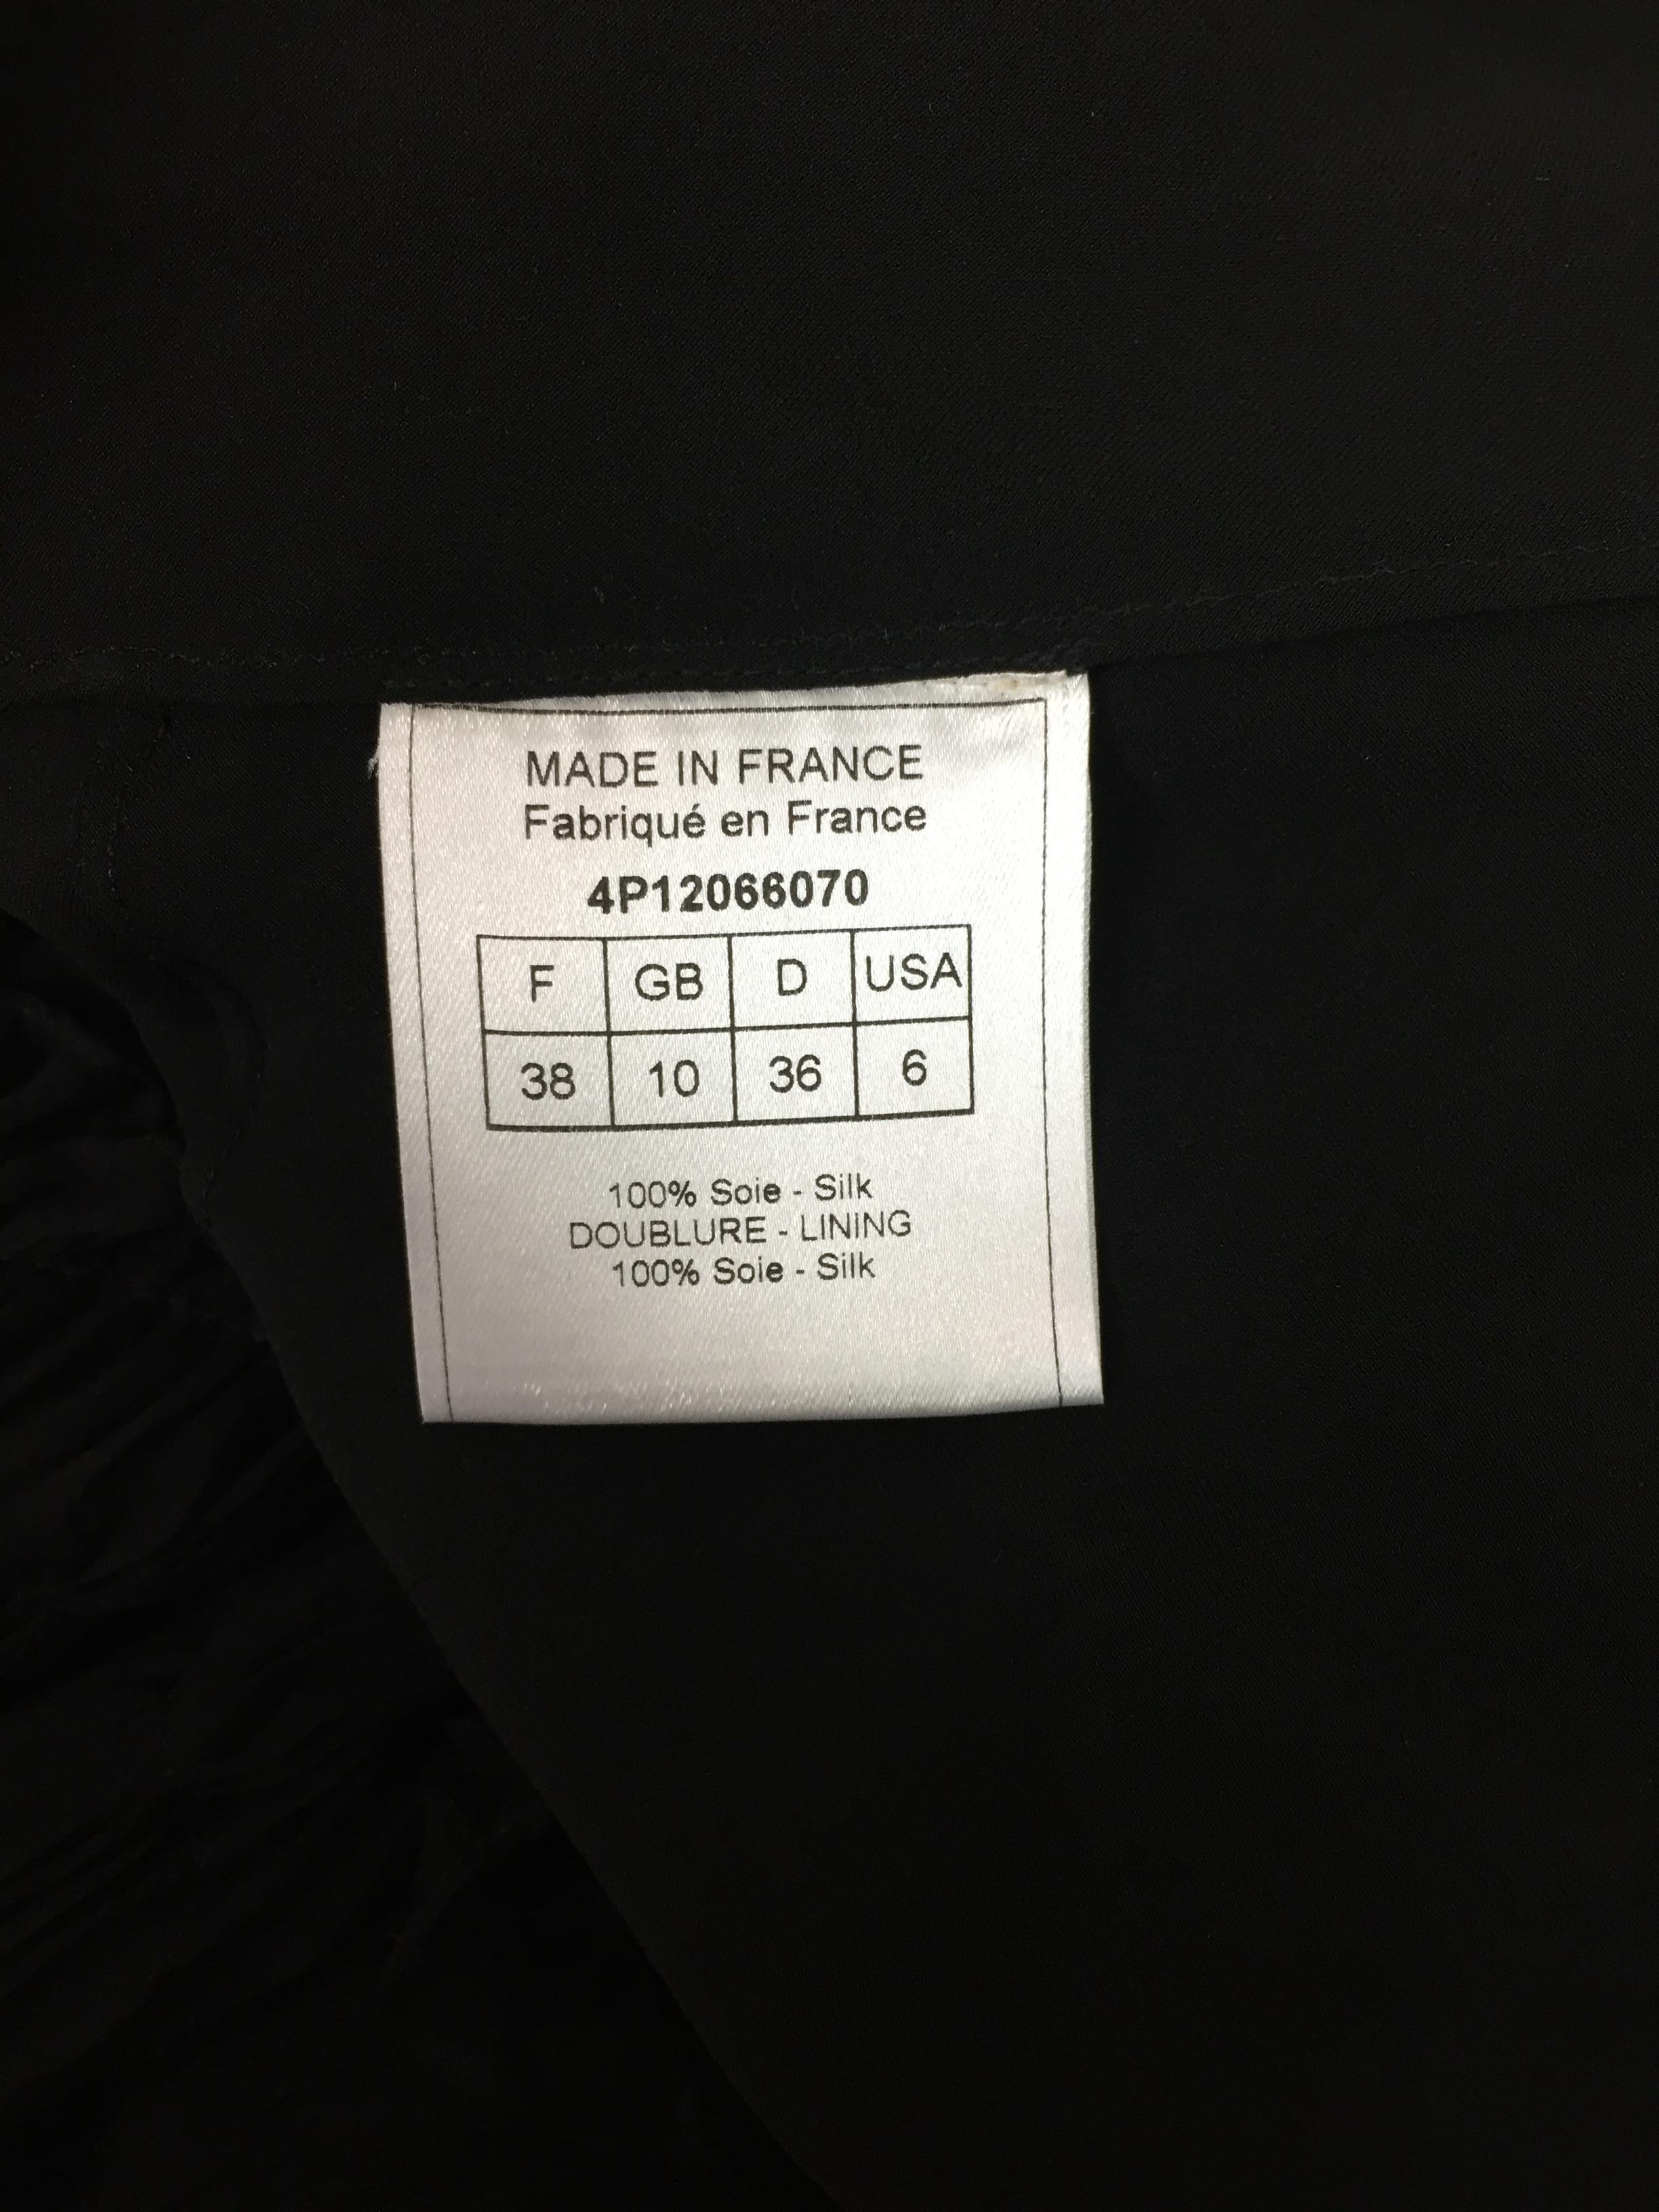 MADE IN FRANCE
Fabriqué en France
4P12066070
F GB D USA
38 10 36 6
100% Soie - Silk
DOUBLURE - LINING
100% Soie - Silk